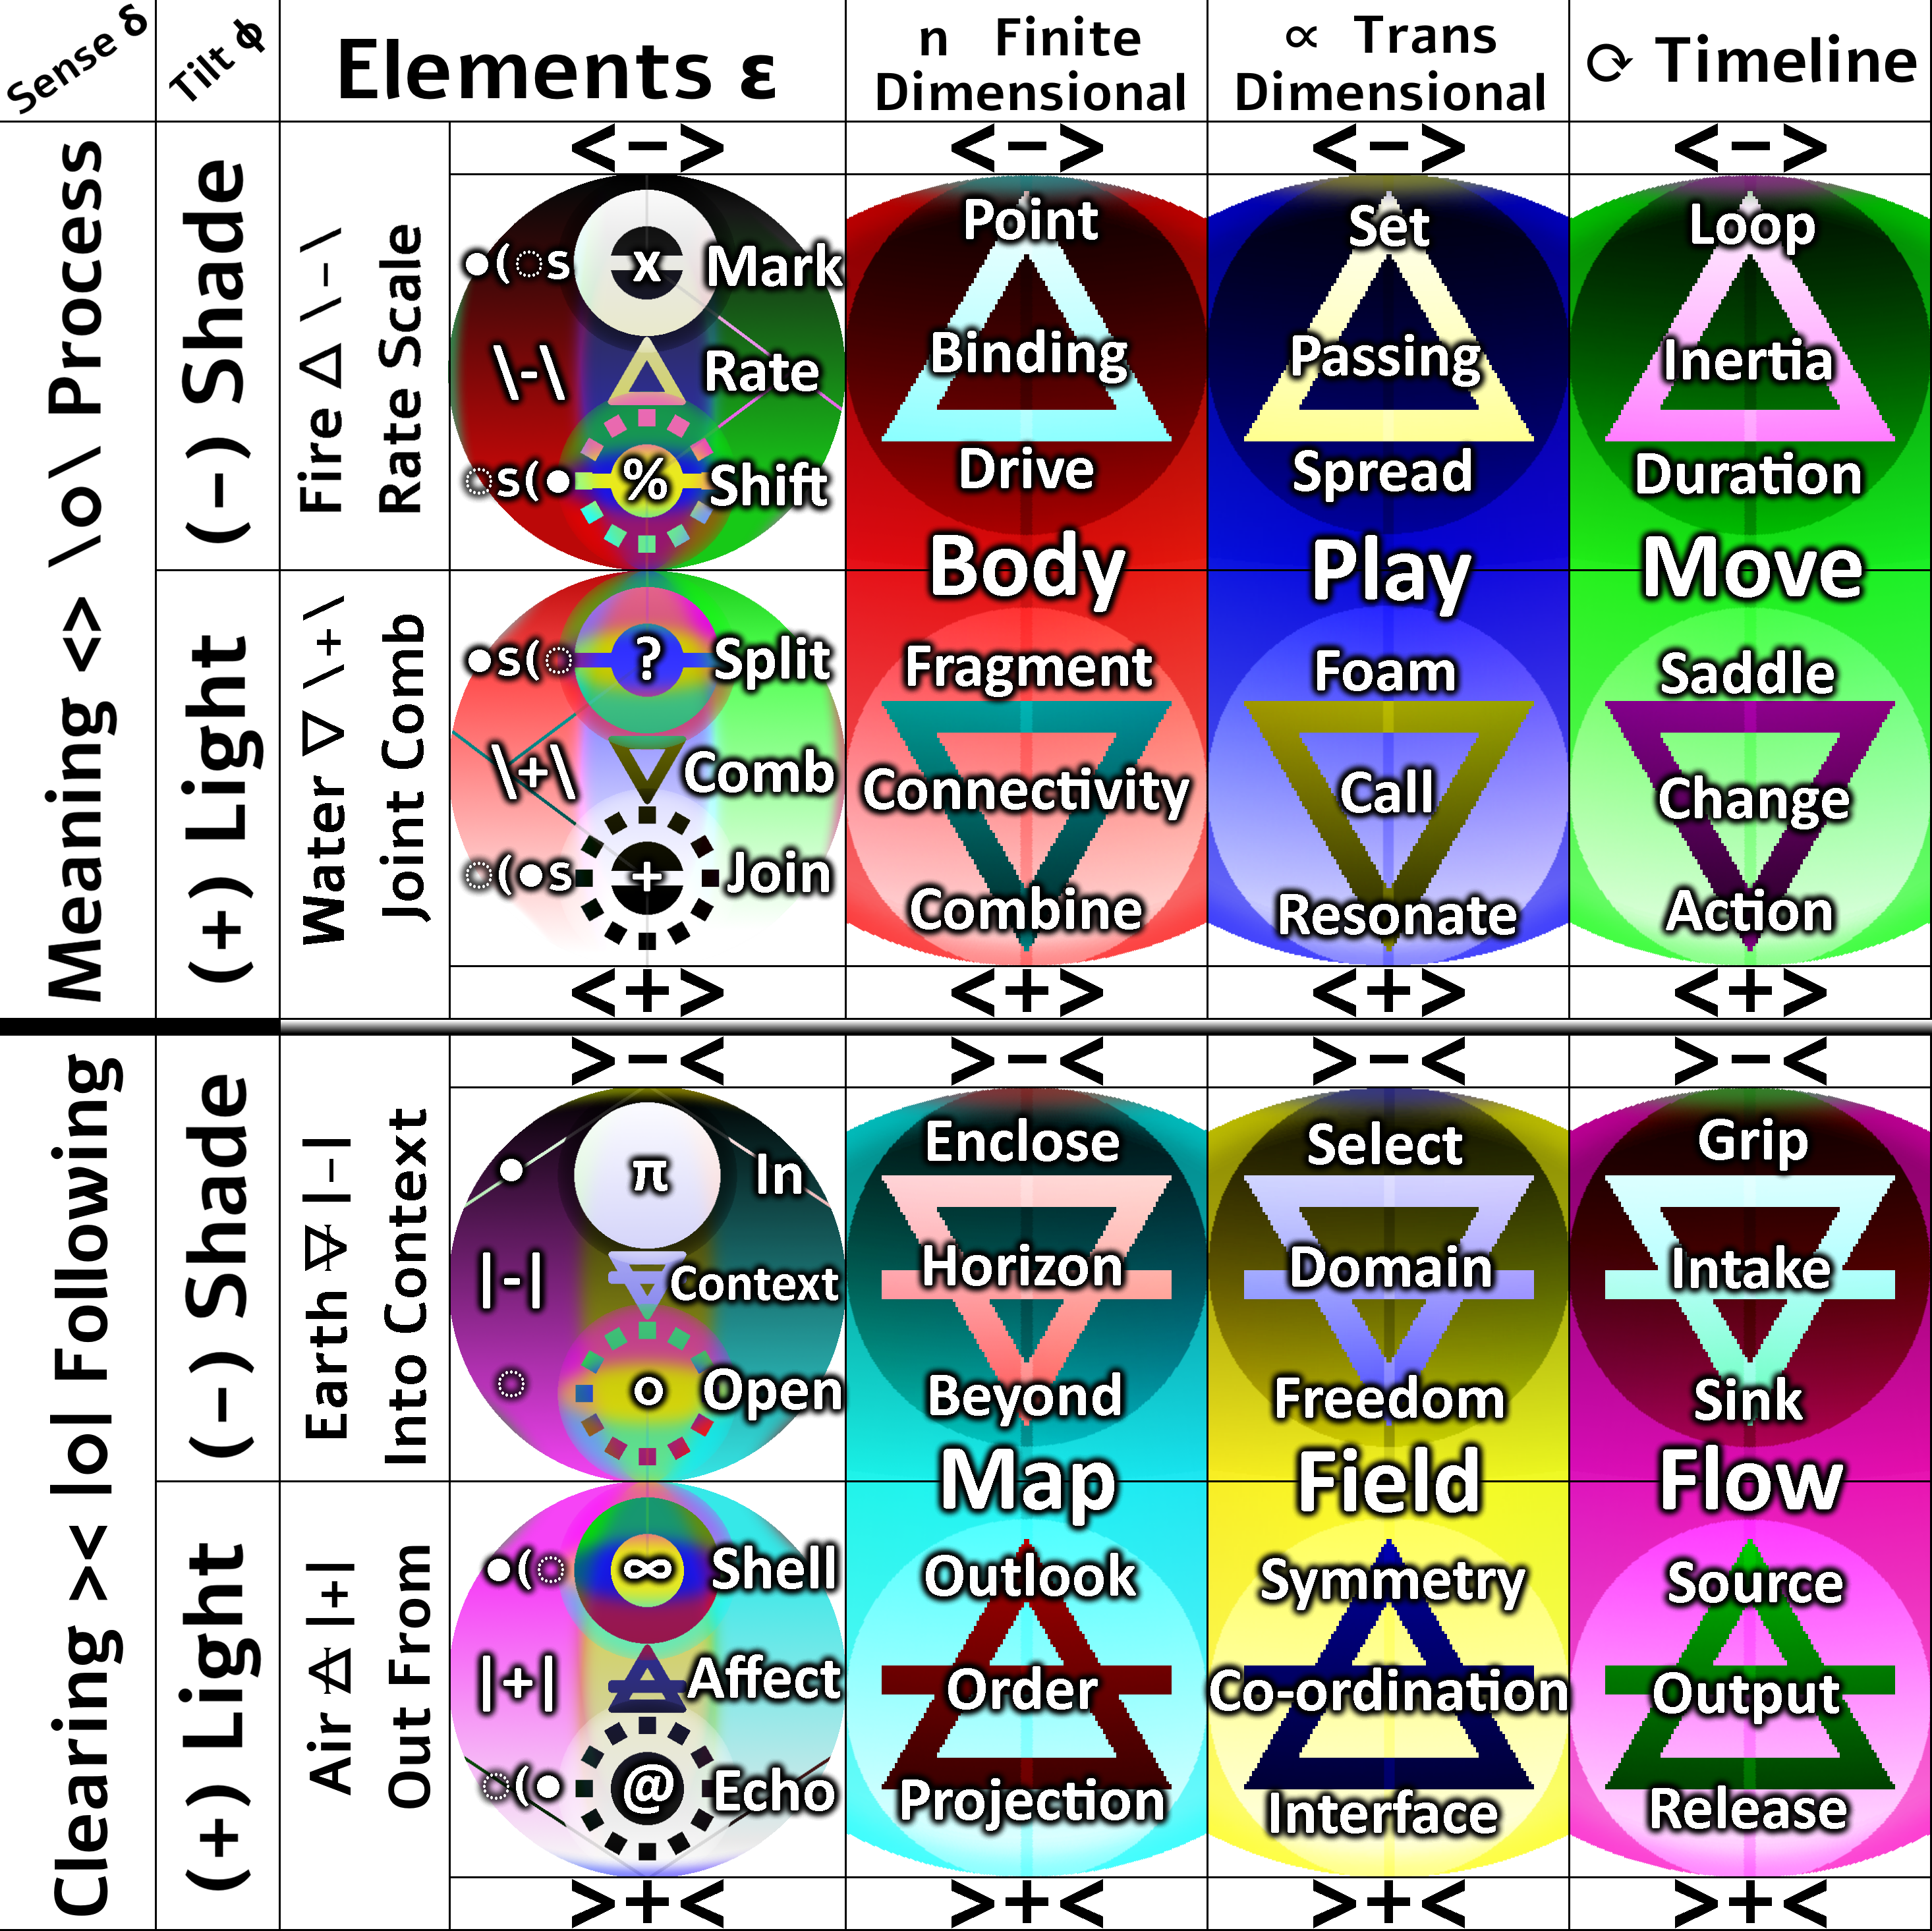 Sense δ
Tilt ϕ
Elements ε
n Finite
Dimensional
∝ Trans
Dimensional
⟳ Timeline
Meaning <> \o\ Process
(-) Shade
Fire △ \-\
Rate Scale
<->
<->
<->
<->
●(◌s
x
Mark
\-\
Rate
◌s(●
%
Shift
Point
Binding
Drive
Set
Passing
Spread
Loop
Inertia
Duration
Body
Play
Move
(+) Light
Water ▽ \+\
Joint Comb
●s(◌
?
Split
\+\
Comb
◌(●s
+
Join
Fragment
Connectivity
Combine
Foam
Call
Resonate
Saddle
Change
Action
<+>
<+>
<+>
<+>
Clearing >< |o| Following
(-) Shade
Earth 🜃 |-|
Into Context
>-<
>-<
>-<
>-<
●
π
In
|-|
Context
◌
o
Open
Enclose
Horizon
Beyond
Select
Domain
Freedom
Grip
Intake
Sink
Map
Field
Flow
(+) Light
Air 🜁 |+|
Out From
●(◌
∞
Shell
|+|
Affect
◌(●
@
Echo
Outlook
Order
Projection
Symmetry
Co-ordination
Interface
Source
Output
Release
>+<
>+<
>+<
>+<